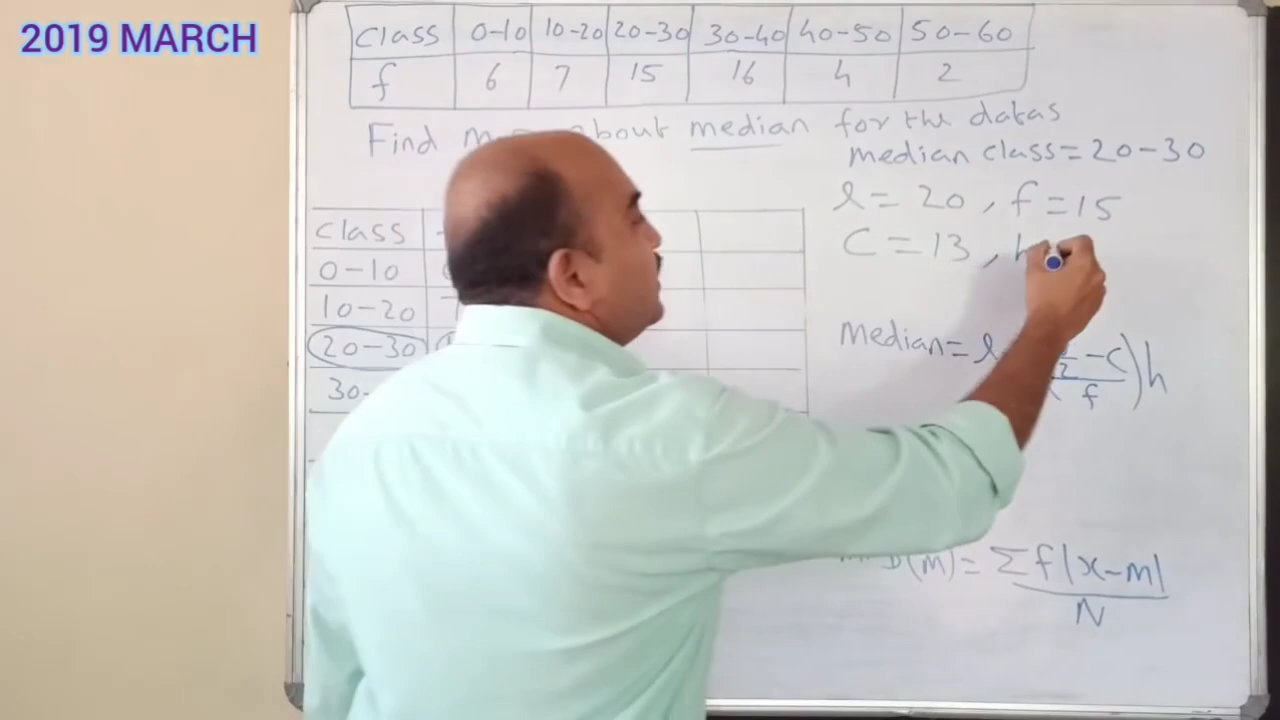 2019 MARCH
Class 0-10 10-20 20-30 30-40 40-50 50-60
f 6 7 15 16 4 2
Find about median for the datas
median class = 20-30
l = 20, f = 15
C = 13, h
Class
0-10
10-20
20-30
30-
Median = l - C) h
2 f
D(M) = Σf|x-M|
N